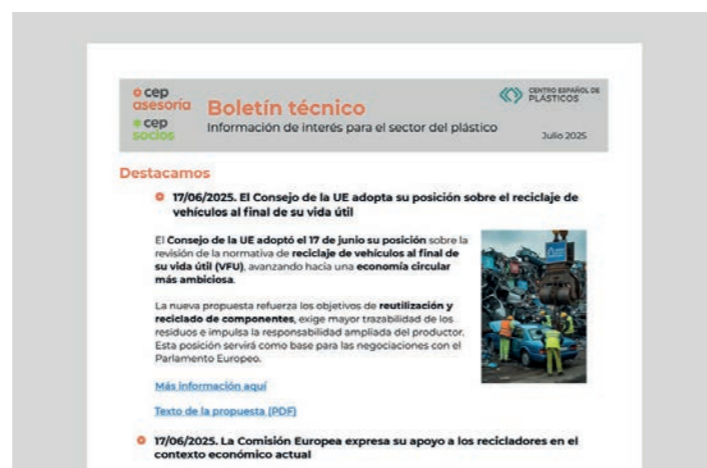 cep
asesoría
cep
socios
Boletín técnico
Información de interés para el sector del plástico
CENTRO ESPAÑOL DE
PLÁSTICOS
Julio 2025
Destacamos
17/06/2025. El Consejo de la UE adopta su posición sobre el reciclaje de
vehículos al final de su vida útil
El Consejo de la UE adoptó el 17 de junio su posición sobre la
revisión de la normativa de reciclaje de vehículos al final de
su vida útil (VFU), avanzando hacia una economía circular
más ambiciosa.
La nueva propuesta refuerza los objetivos de reutilización y
reciclado de componentes, exige mayor trazabilidad de los
residuos e impulsa la responsabilidad ampliada del productor.
Esta posición servirá como base para las negociaciones con el
Parlamento Europeo.
Más información aquí
Texto de la propuesta (PDF)
17/06/2025. La Comisión Europea expresa su apoyo a los recicladores en el
contexto económico actual